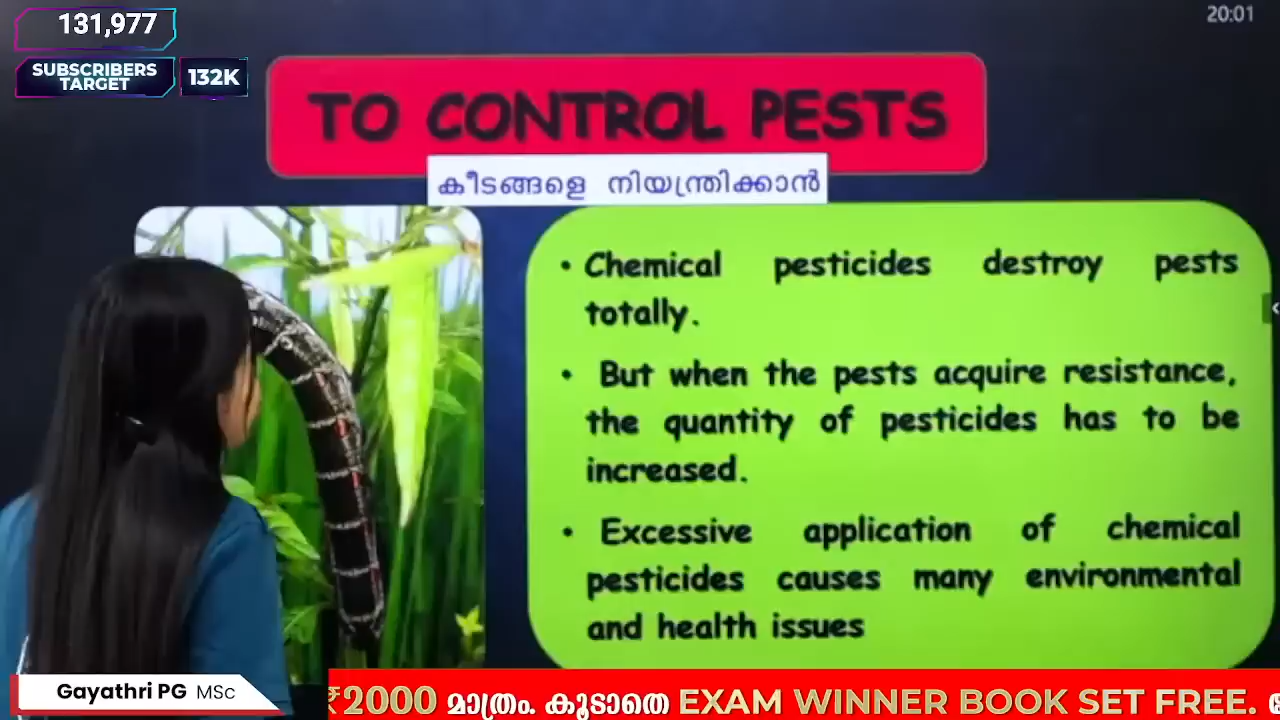 131,977
SUBSCRIBERS
TARGET
132K
20:01
TO CONTROL PESTS
കീടങ്ങളെ നിയന്ത്രിക്കാൻ
• Chemical pesticides destroy pests
totally.
• But when the pests acquire resistance,
the quantity of pesticides has to be
increased.
• Excessive application of chemical
pesticides causes many environmental
and health issues
Gayathri PG MSc
₹2000 മാത്രം. കൂടാതെ EXAM WINNER BOOK SET FREE.